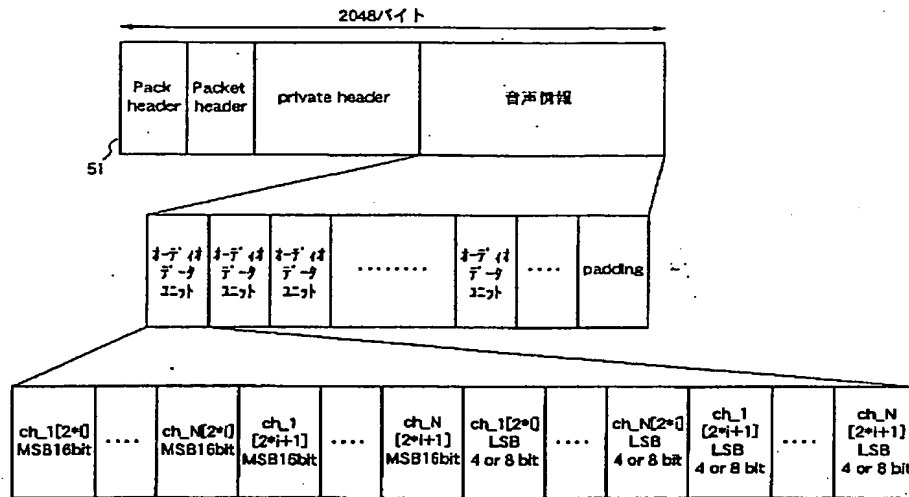 2048バイト
Pack
header
Packet
header
private header
音声情報
51
オーディオ
データ
ユニット
オーディオ
データ
ユニット
オーディオ
データ
ユニット
........
オーディオ
データ
ユニット
....
padding
ch_1[2*i]
MSB16bit
....
ch_N[2*i]
MSB16bit
ch_1
[2*i+1]
MSB16bit
....
ch_N
[2*i+1]
MSB16bit
ch_1[2*i]
LSB
4 or 8 bit
....
ch_N[2*i]
LSB
4 or 8 bit
ch_1
[2*i+1]
LSB
4 or 8 bit
....
ch_N
[2*i+1]
LSB
4 or 8 bit